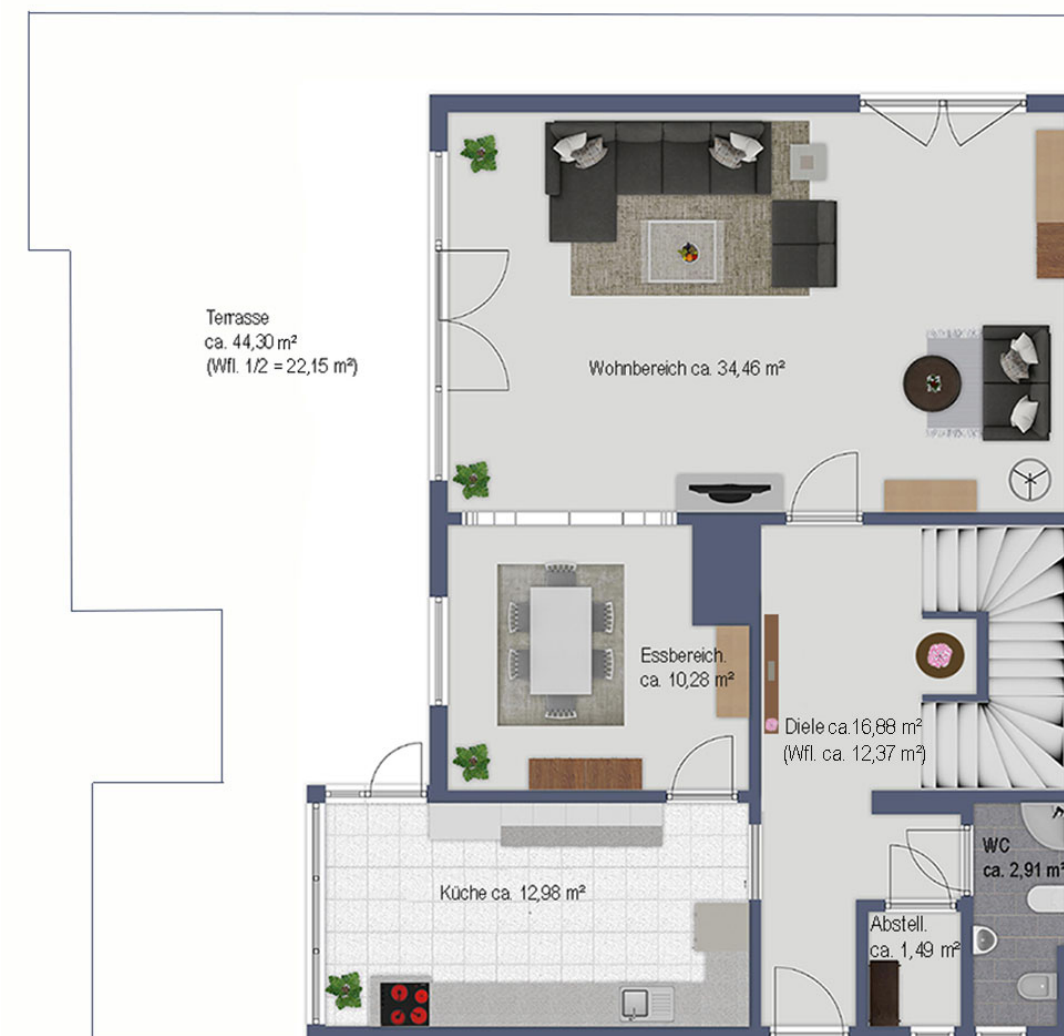 Terrasse
ca. 44,30 m²
(Wfl. 1/2 = 22,15 m²)
Wohnbereich ca. 34,46 m²
Essbereich.
ca. 10,28 m²
Diele ca.16,88 m²
(Wfl. ca. 12,37 m²)
Küche ca. 12,98 m²
WC
ca. 2,91 m²
Abstell.
ca. 1,49 m²